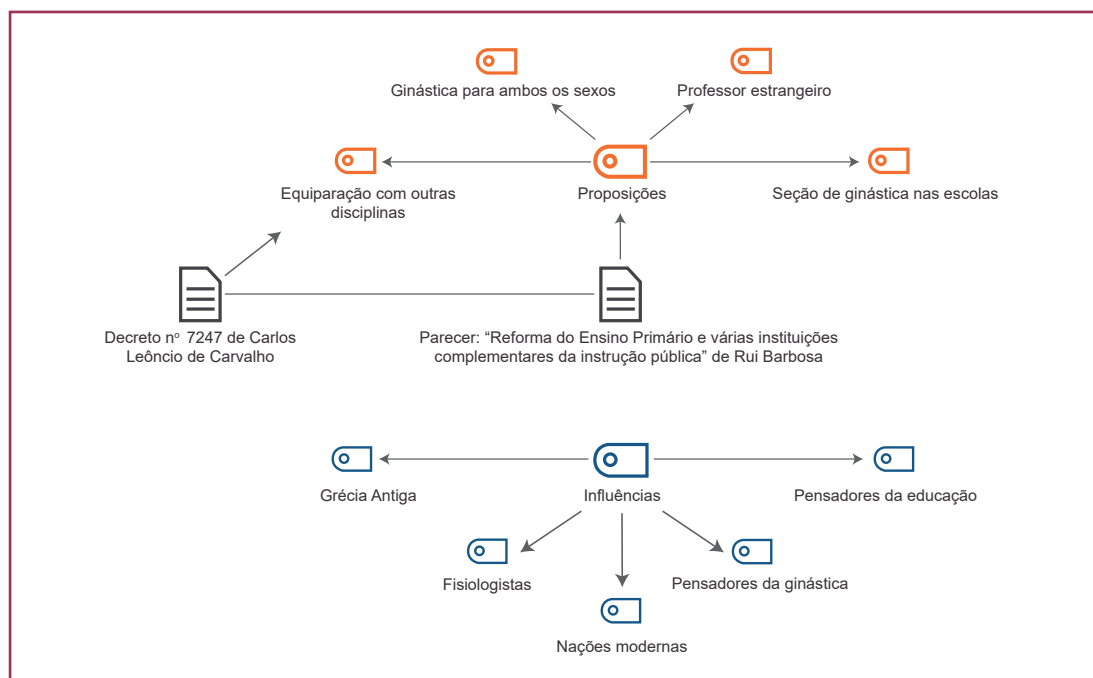 Ginástica para ambos os sexos
Professor estrangeiro
Equiparação com outras
disciplinas
Proposições
Seção de ginástica nas escolas
Decreto nº 7247 de Carlos
Leôncio de Carvalho
Parecer: “Reforma do Ensino Primário e várias instituições
complementares da instrução pública” de Rui Barbosa
Grécia Antiga
Influências
Pensadores da educação
Fisiologistas
Pensadores da ginástica
Nações modernas